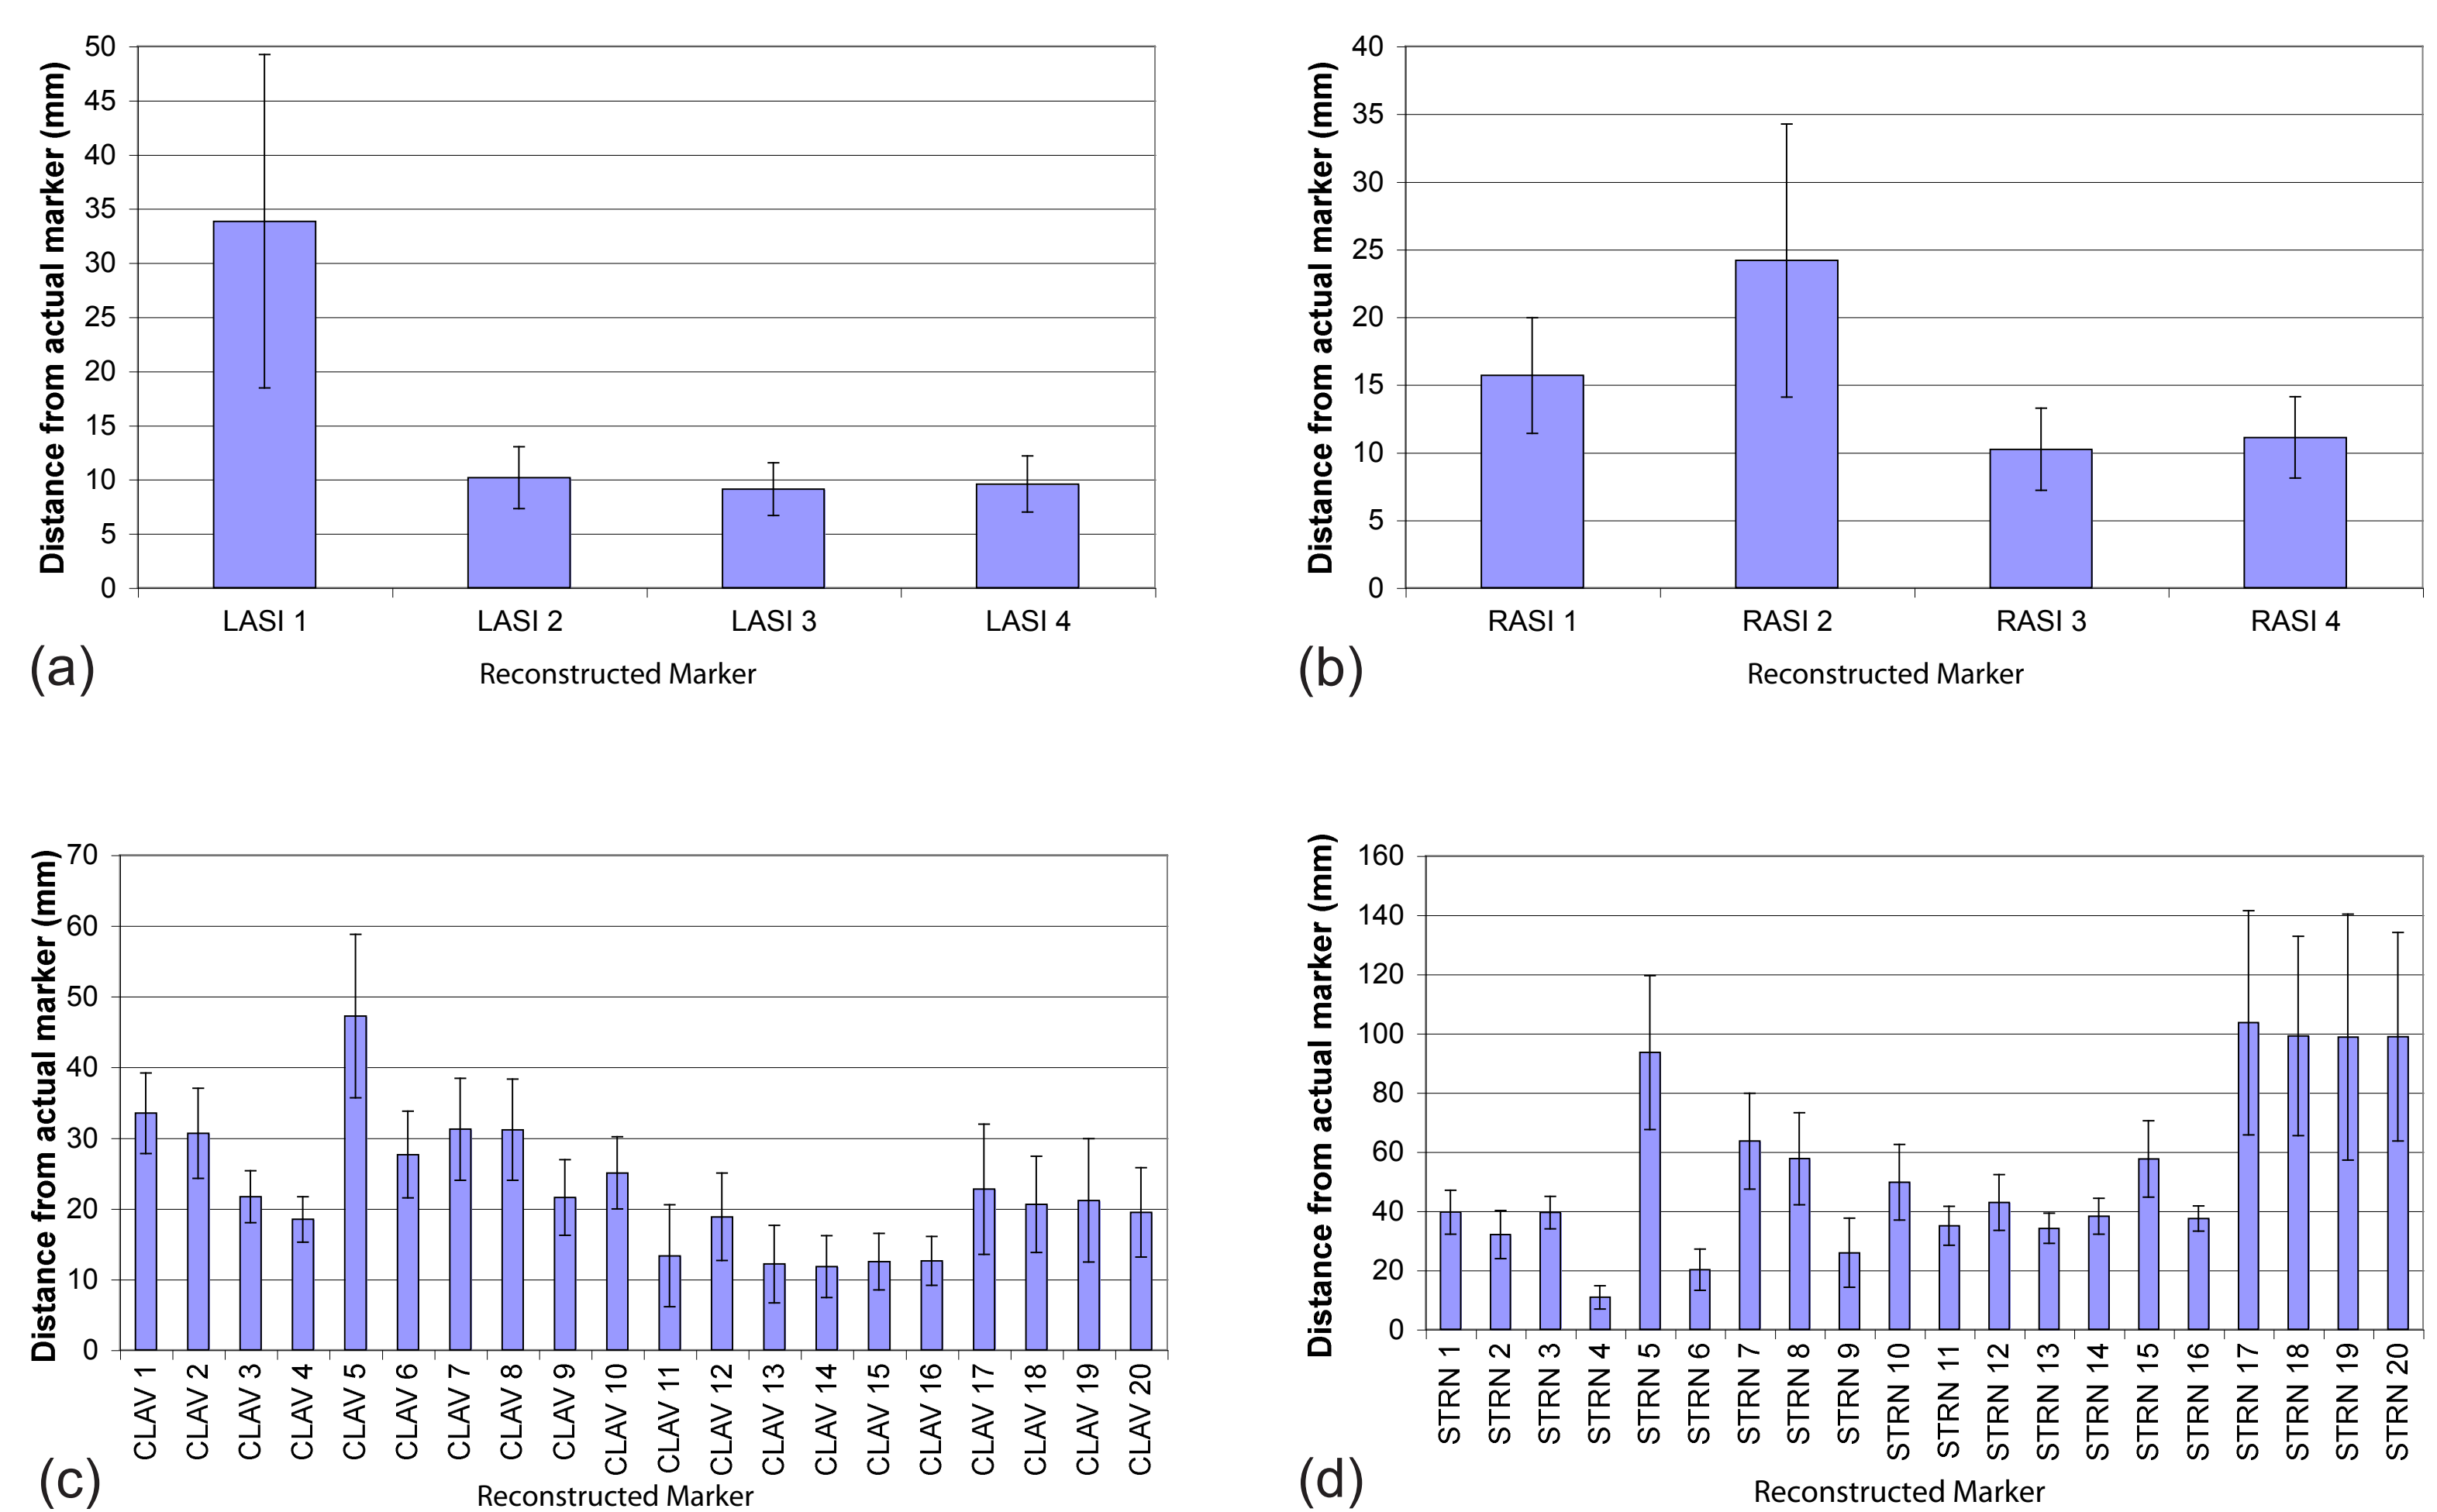 Distance from actual marker (mm)
50
45
40
35
30
25
20
15
10
5
0
LASI 1 LASI 2 LASI 3 LASI 4
Reconstructed Marker
(a)
Distance from actual marker (mm)
40
35
30
25
20
15
10
5
0
RASI 1 RASI 2 RASI 3 RASI 4
Reconstructed Marker
(b)
Distance from actual marker (mm)
70
60
50
40
30
20
10
0
CLAV 1
CLAV 2
CLAV 3
CLAV 4
CLAV 5
CLAV 6
CLAV 7
CLAV 8
CLAV 9
CLAV 10
CLAV 11
CLAV 12
CLAV 13
CLAV 14
CLAV 15
CLAV 16
CLAV 17
CLAV 18
CLAV 19
CLAV 20
Reconstructed Marker
(c)
Distance from actual marker (mm)
160
140
120
100
80
60
40
20
0
STRN 1
STRN 2
STRN 3
STRN 4
STRN 5
STRN 6
STRN 7
STRN 8
STRN 9
STRN 10
STRN 11
STRN 12
STRN 13
STRN 14
STRN 15
STRN 16
STRN 17
STRN 18
STRN 19
STRN 20
Reconstructed Marker
(d)